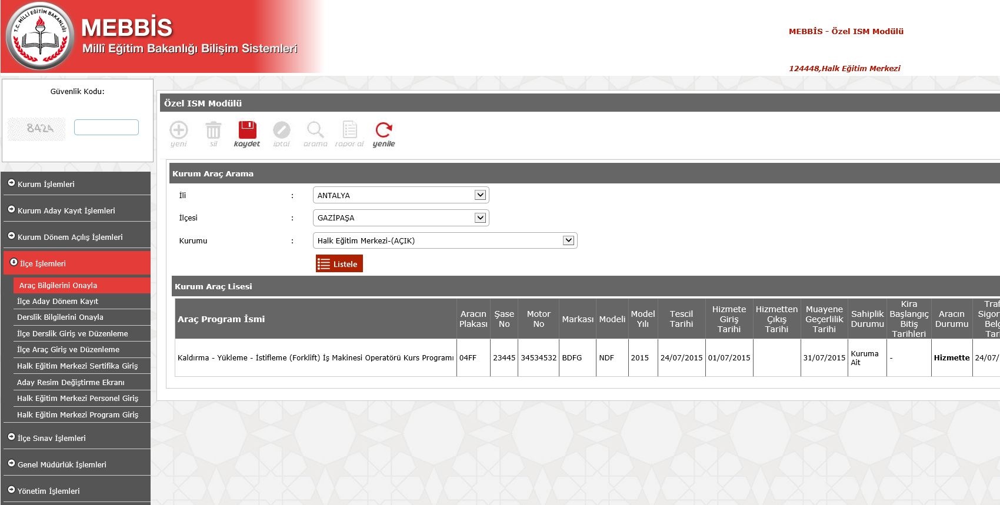 T.C. MİLLÎ EĞİTİM BAKANLIĞI
MEBBİS
Millî Eğitim Bakanlığı Bilişim Sistemleri
MEBBİS - Özel ISM Modülü
124448,Halk Eğitim Merkezi
Güvenlik Kodu:
8424
Kurum İşlemleri
Kurum Aday Kayıt İşlemleri
Kurum Dönem Açılış İşlemleri
İlçe İşlemleri
Araç Bilgilerini Onayla
İlçe Aday Dönem Kayıt
Derslik Bilgilerini Onayla
İlçe Derslik Giriş ve Düzenleme
İlçe Araç Giriş ve Düzenleme
Halk Eğitim Merkezi Sertifika Giriş
Aday Resim Değiştirme Ekranı
Halk Eğitim Merkezi Personel Giriş
Halk Eğitim Merkezi Program Giriş
İlçe Sınav İşlemleri
Genel Müdürlük İşlemleri
Yönetim İşlemleri
Özel ISM Modülü
yeni sil kaydet iptal arama rapor al yenile
Kurum Araç Arama
İli : ANTALYA
İlçesi : GAZİPAŞA
Kurumu : Halk Eğitim Merkezi-(AÇIK)
Listele
Kurum Araç Lisesi
Araç Program İsmi
Aracın
Plakası
Şase
No
Motor
No
Markası
Modeli
Model
Yılı
Tescil
Tarihi
Hizmete
Giriş
Tarihi
Hizmetten
Çıkış
Tarihi
Muayene
Geçerlilik
Tarihi
Sahiplik
Durumu
Kira
Başlangıç
Bitiş
Tarihleri
Aracın
Durumu
Traf
Sigor
Belg
Tar
Kaldırma - Yükleme - İstifleme (Forklift) İş Makinesi Operatörü Kurs Programı
04FF
23445
34534532
BDFG
NDF
2015
24/07/2015
01/07/2015
31/07/2015
Kuruma
Ait
-
Hizmette
24/07/